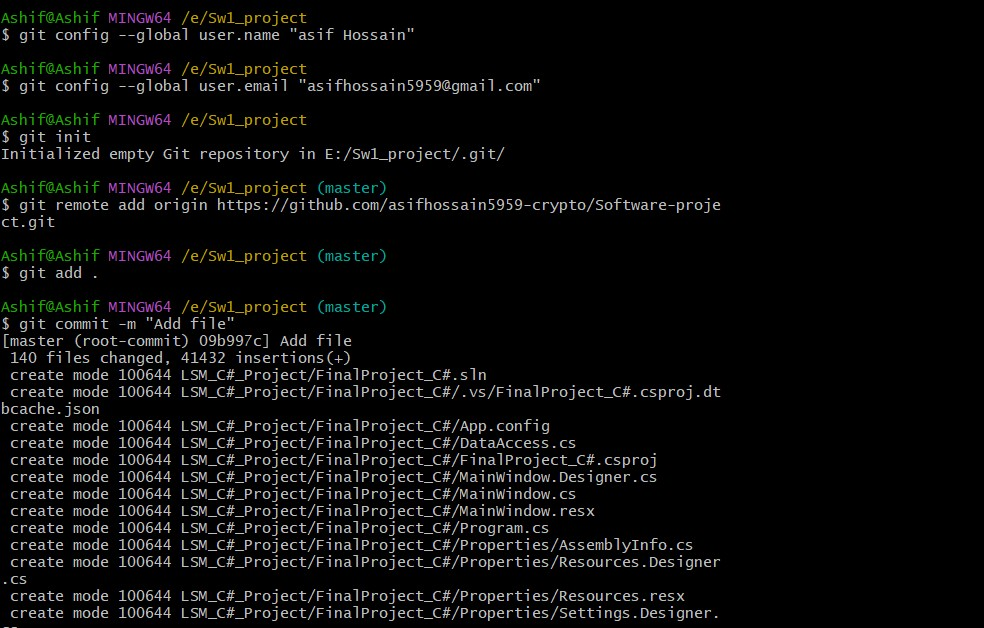 Ashif@Ashif MINGW64 /e/Sw1_project
$ git config --global user.name "asif Hossain"
Ashif@Ashif MINGW64 /e/Sw1_project
$ git config --global user.email "asifhossain5959@gmail.com"
Ashif@Ashif MINGW64 /e/Sw1_project
$ git init
Initialized empty Git repository in E:/Sw1_project/.git/
Ashif@Ashif MINGW64 /e/Sw1_project (master)
$ git remote add origin https://github.com/asifhossain5959-crypto/Software-proje
ct.git
Ashif@Ashif MINGW64 /e/Sw1_project (master)
$ git add .
Ashif@Ashif MINGW64 /e/Sw1_project (master)
$ git commit -m "Add file"
[master (root-commit) 09b997c] Add file
140 files changed, 41432 insertions(+)
create mode 100644 LSM_C#_Project/FinalProject_C#.sln
create mode 100644 LSM_C#_Project/FinalProject_C#/.vs/FinalProject_C#.csproj.dt
bcache.json
create mode 100644 LSM_C#_Project/FinalProject_C#/App.config
create mode 100644 LSM_C#_Project/FinalProject_C#/DataAccess.cs
create mode 100644 LSM_C#_Project/FinalProject_C#/FinalProject_C#.csproj
create mode 100644 LSM_C#_Project/FinalProject_C#/MainWindow.Designer.cs
create mode 100644 LSM_C#_Project/FinalProject_C#/MainWindow.cs
create mode 100644 LSM_C#_Project/FinalProject_C#/MainWindow.resx
create mode 100644 LSM_C#_Project/FinalProject_C#/Program.cs
create mode 100644 LSM_C#_Project/FinalProject_C#/Properties/AssemblyInfo.cs
create mode 100644 LSM_C#_Project/FinalProject_C#/Properties/Resources.Designer
.cs
create mode 100644 LSM_C#_Project/FinalProject_C#/Properties/Resources.resx
create mode 100644 LSM_C#_Project/FinalProject_C#/Properties/Settings.Designer.